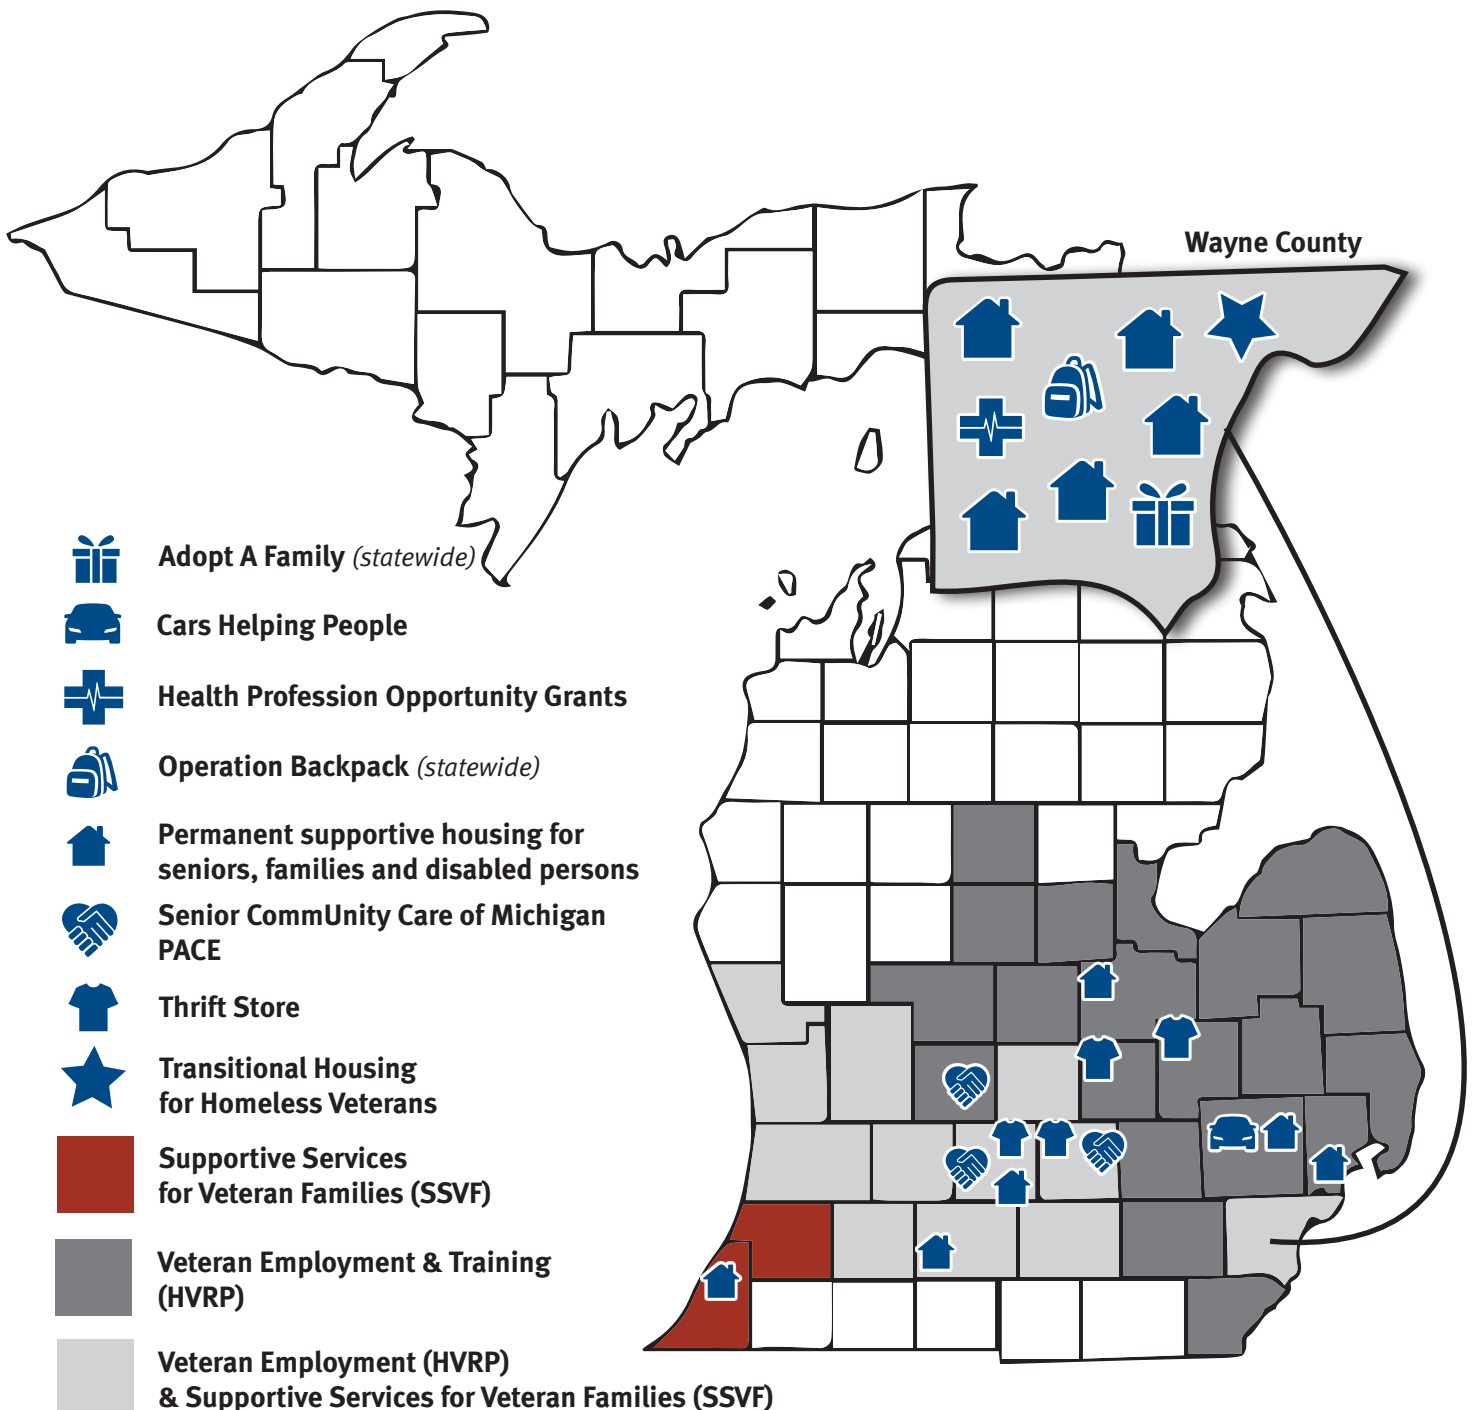 Wayne County
Adopt A Family (statewide)
Cars Helping People
Health Profession Opportunity Grants
Operation Backpack (statewide)
Permanent supportive housing for
seniors, families and disabled persons
Senior CommUnity Care of Michigan
PACE
Thrift Store
Transitional Housing
for Homeless Veterans
Supportive Services
for Veteran Families (SSVF)
Veteran Employment & Training
(HVRP)
Veteran Employment (HVRP)
& Supportive Services for Veteran Families (SSVF)